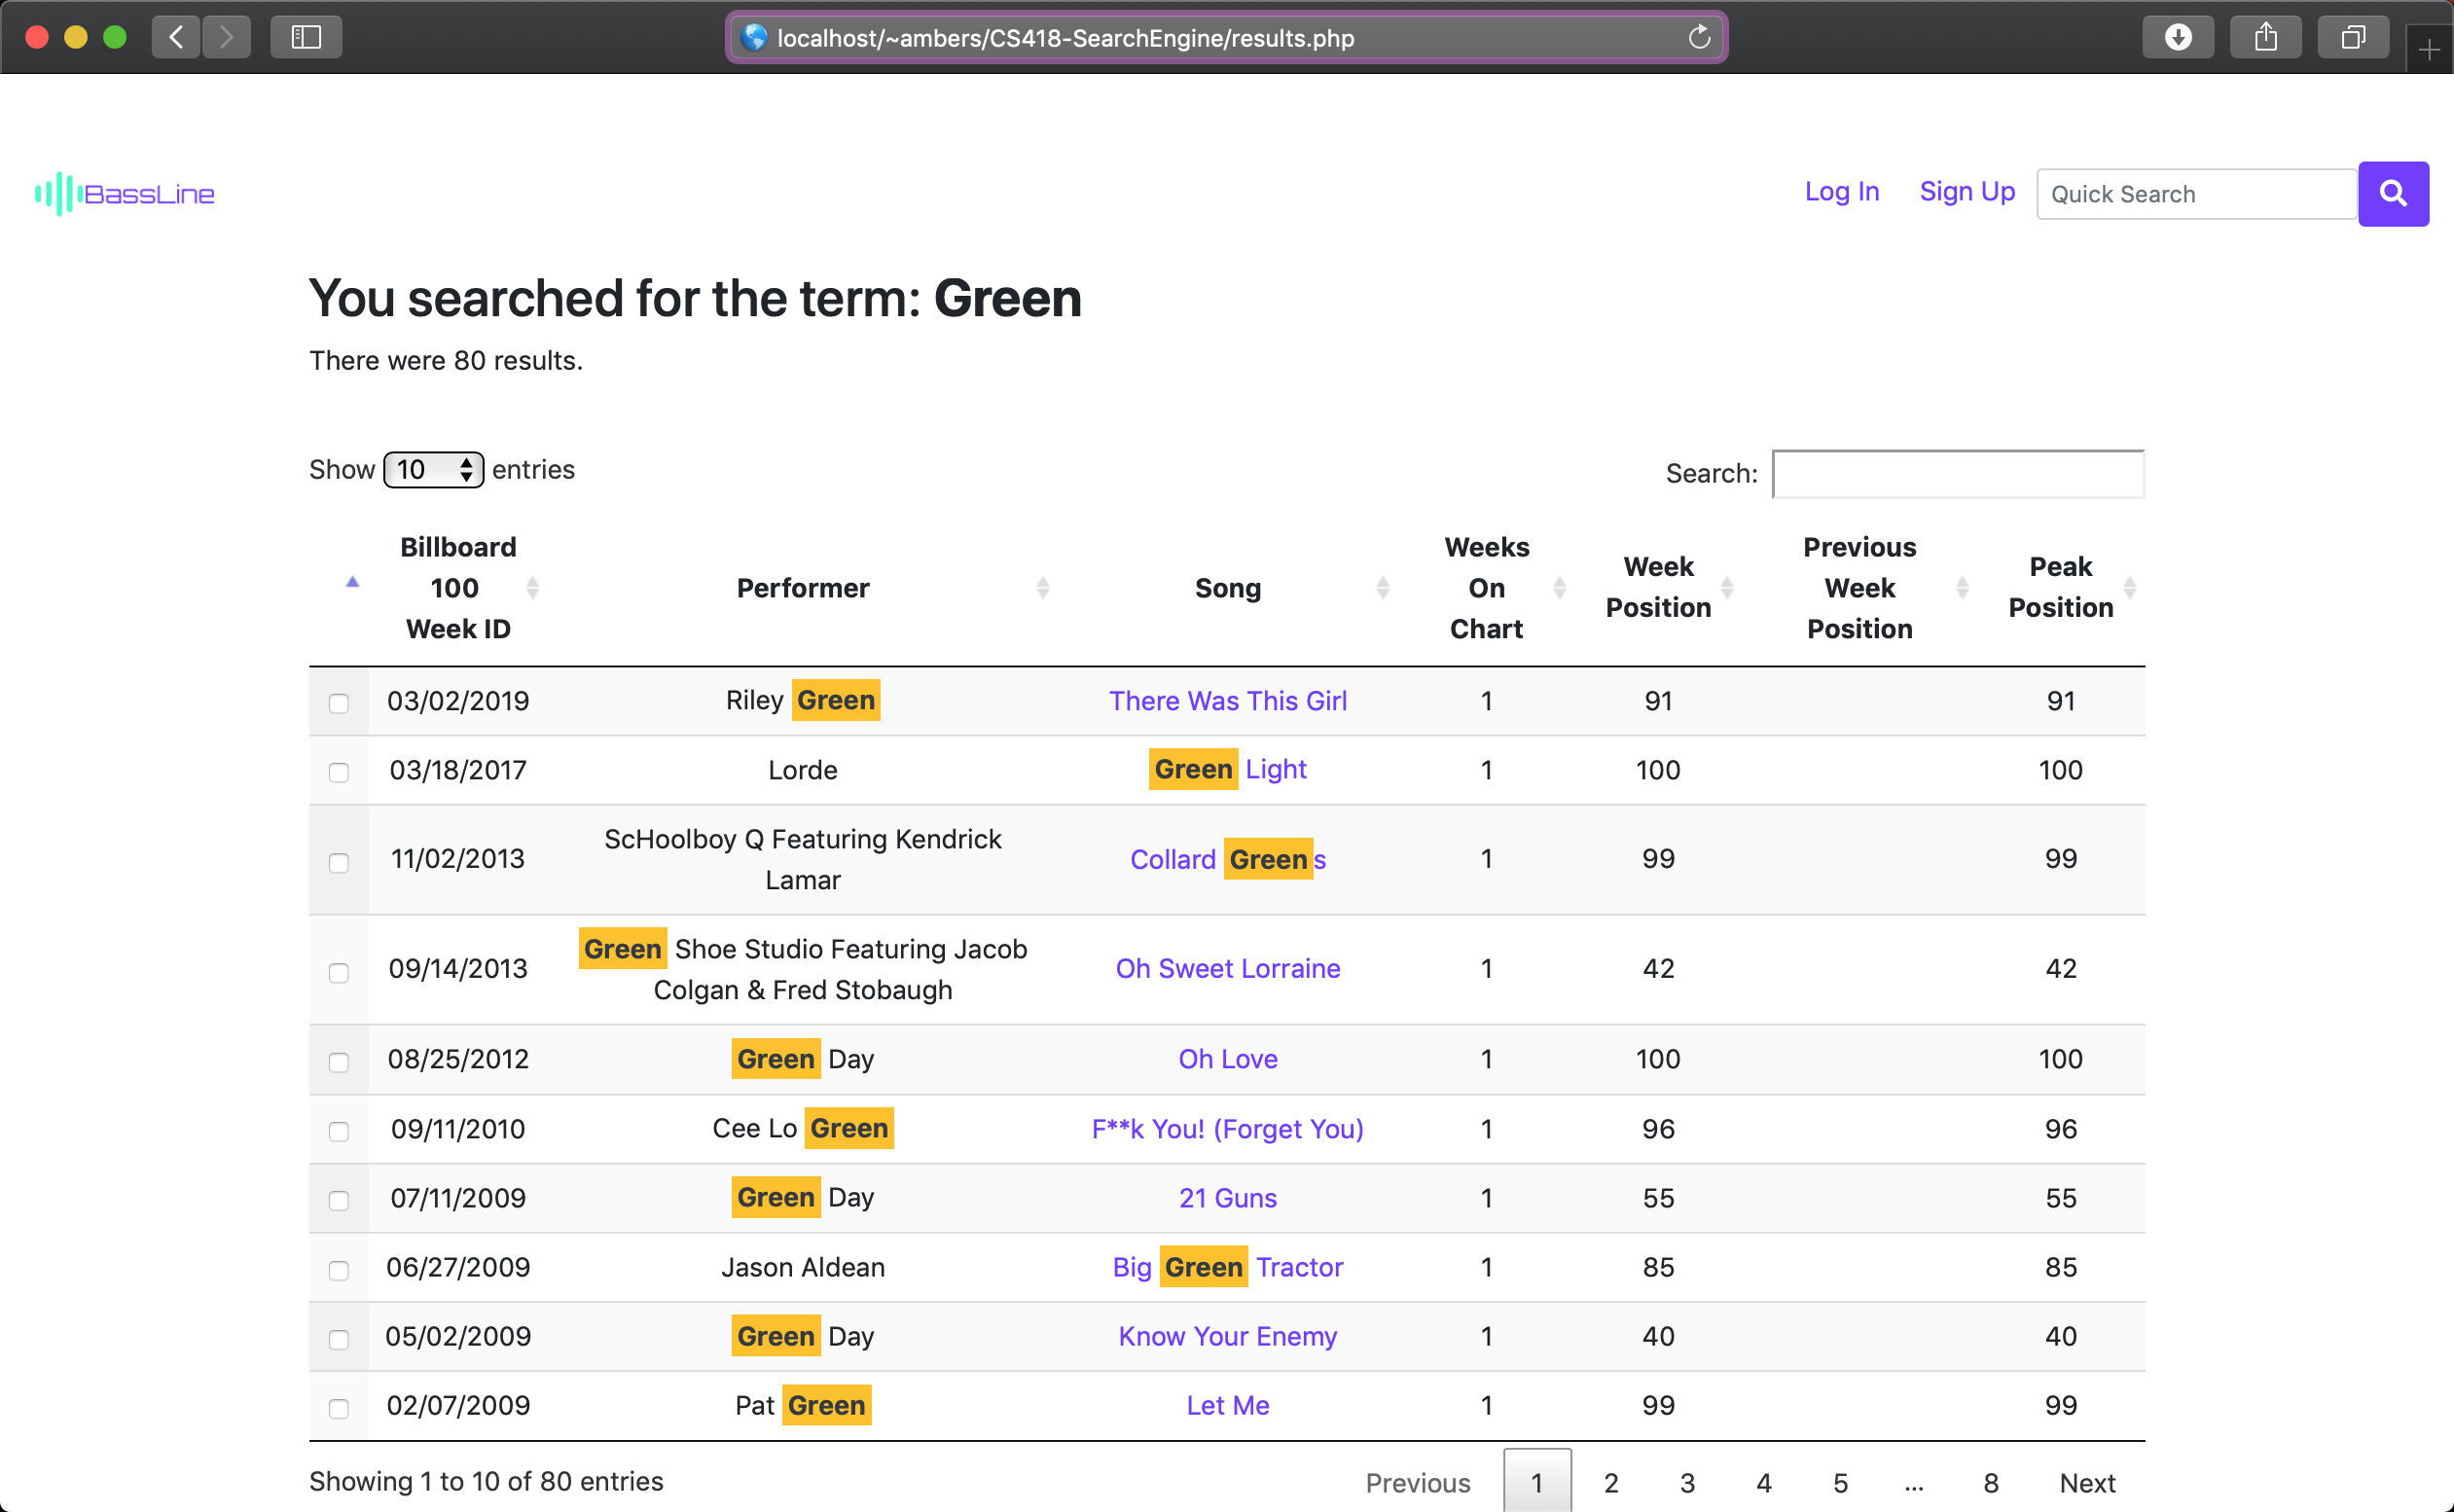 localhost/~ambers/CS418-SearchEngine/results.php
BassLine
Log In Sign Up Quick Search
You searched for the term: Green
There were 80 results.
Show 10 entries Search:
Billboard 100 Week ID Performer Song Weeks On Chart Week Position Previous Week Position Peak Position
03/02/2019 Riley Green There Was This Girl 1 91 91
03/18/2017 Lorde Green Light 1 100 100
11/02/2013 ScHoolboy Q Featuring Kendrick Lamar Collard Greens 1 99 99
09/14/2013 Green Shoe Studio Featuring Jacob Colgan & Fred Stobaugh Oh Sweet Lorraine 1 42 42
08/25/2012 Green Day Oh Love 1 100 100
09/11/2010 Cee Lo Green F**k You! (Forget You) 1 96 96
07/11/2009 Green Day 21 Guns 1 55 55
06/27/2009 Jason Aldean Big Green Tractor 1 85 85
05/02/2009 Green Day Know Your Enemy 1 40 40
02/07/2009 Pat Green Let Me 1 99 99
Showing 1 to 10 of 80 entries Previous 1 2 3 4 5 ... 8 Next